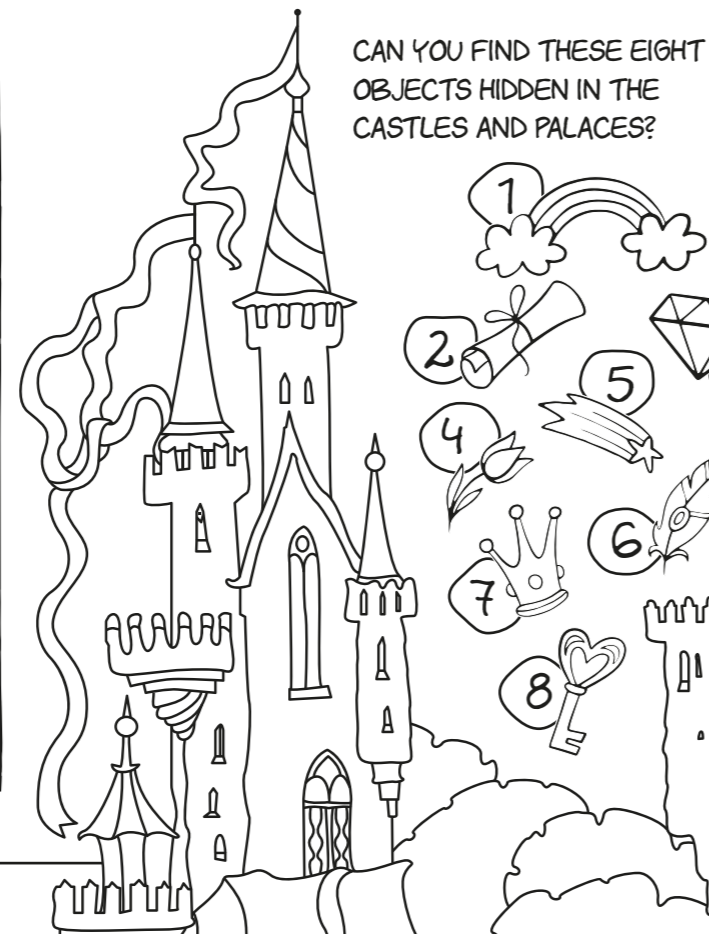 CAN YOU FIND THESE EIGHT
OBJECTS HIDDEN IN THE
CASTLES AND PALACES?
1
2
5
4
6
7
8